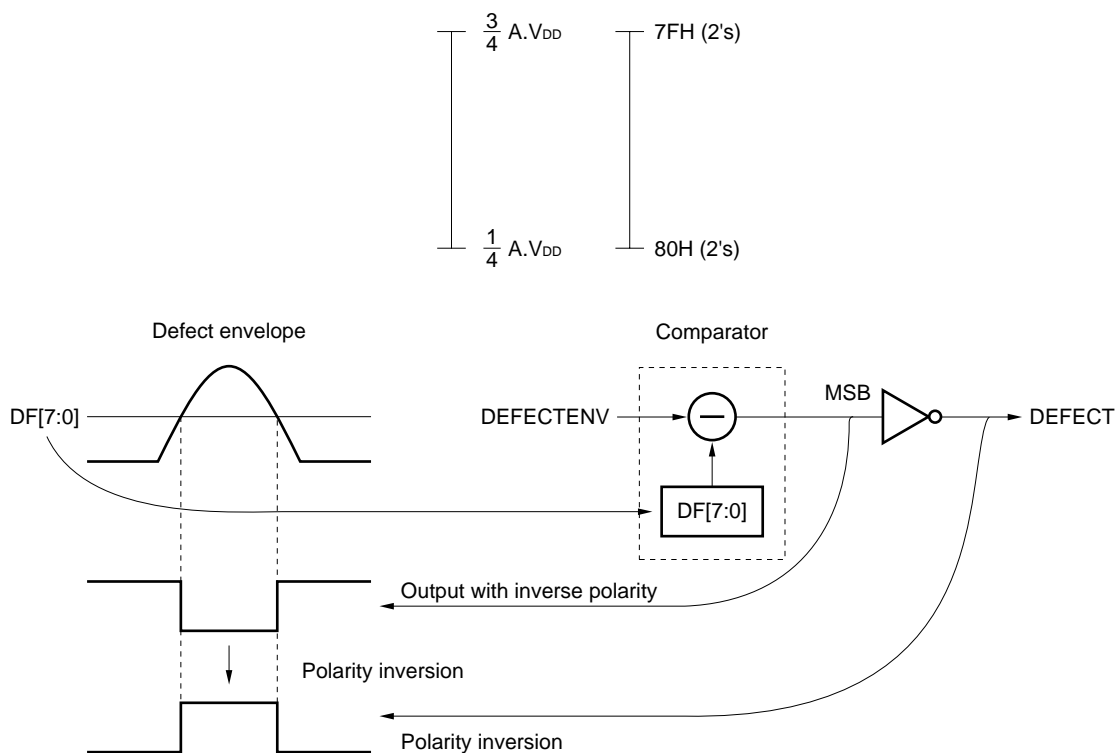 3/4 A.VDD
7FH (2's)
1/4 A.VDD
80H (2's)
Defect envelope
Comparator
DF[7:0]
DEFECTENV
MSB
DEFECT
DF[7:0]
Output with inverse polarity
Polarity inversion
Polarity inversion